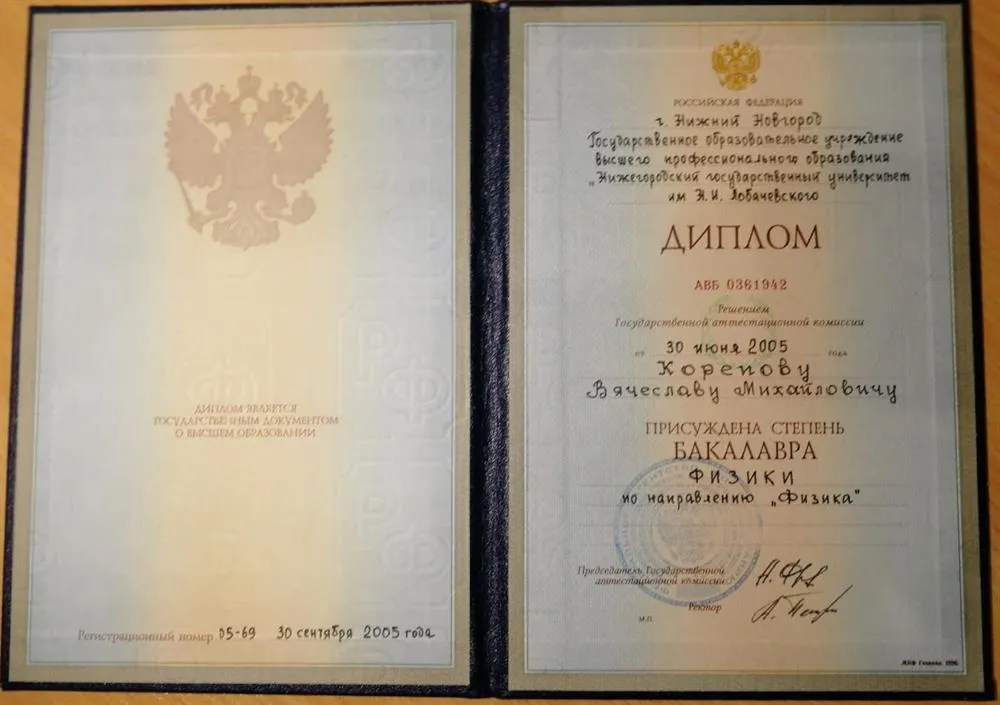 ДИПЛОМ ЯВЛЯЕТСЯ
ГОСУДАРСТВЕННЫМ ДОКУМЕНТОМ
О ВЫСШЕМ ОБРАЗОВАНИИ
Регистрационный номер 05-69 30 сентября 2005 года
РОССИЙСКАЯ ФЕДЕРАЦИЯ
г. Нижний Новгород
Государственное образовательное учреждение
высшего профессионального образования
„Нижегородский государственный университет
им Н.И. Лобачевского
ДИПЛОМ
АВБ 0361942
Решением
Государственной аттестационной комиссии
от 30 июня 2005 года
Корепову
Вячеславу Михайловичу
ПРИСУЖДЕНА СТЕПЕНЬ
БАКАЛАВРА
ФИЗИКИ
по направлению „Физика"
Председатель Государственной
аттестационной комиссии
Ректор
М.П.